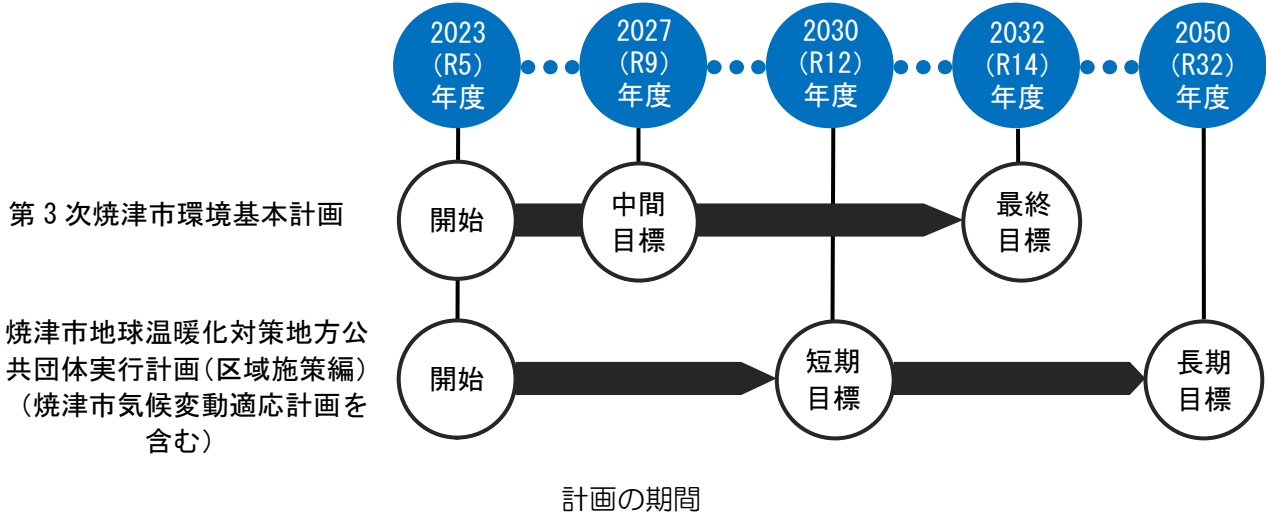 2023
(R5)
年度
2027
(R9)
年度
2030
(R12)
年度
2032
(R14)
年度
2050
(R32)
年度
第3次焼津市環境基本計画
開始
中間
目標
最終
目標
焼津市地球温暖化対策地方公
共団体実行計画(区域施策編)
(焼津市気候変動適応計画を
含む)
開始
短期
目標
長期
目標
計画の期間